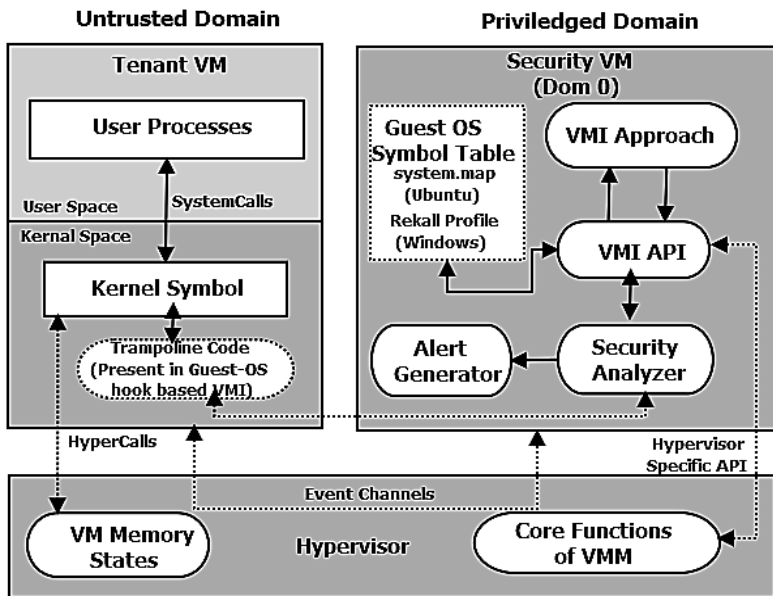 Untrusted Domain
Priviledged Domain
Tenant VM
User Processes
SystemCalls
User Space
Kernal Space
Kernel Symbol
Trampoline Code
(Present in Guest-OS
hook based VMI)
HyperCalls
Security VM
(Dom 0)
Guest OS
Symbol Table
system.map
(Ubuntu)
Rekall Profile
(Windows)
VMI Approach
VMI API
Alert
Generator
Security
Analyzer
Hypervisor
Specific API
Event Channels
VM Memory
States
Hypervisor
Core Functions
of VMM